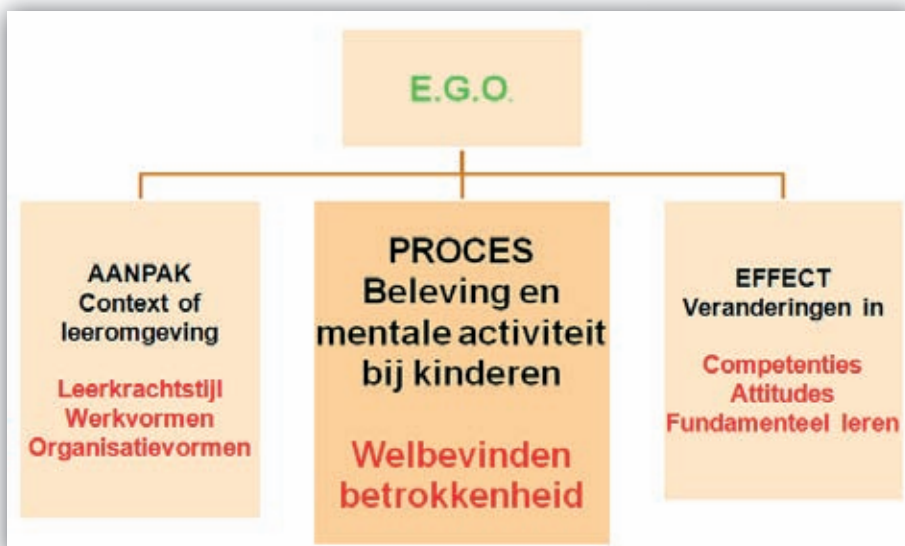 E.G.O.
AANPAK
Context of
leeromgeving
Leerkrachtstijl
Werkvormen
Organisatievormen
PROCES
Beleving en
mentale activiteit
bij kinderen
Welbevinden
betrokkenheid
EFFECT
Veranderingen in
Competenties
Attitudes
Fundamenteel leren